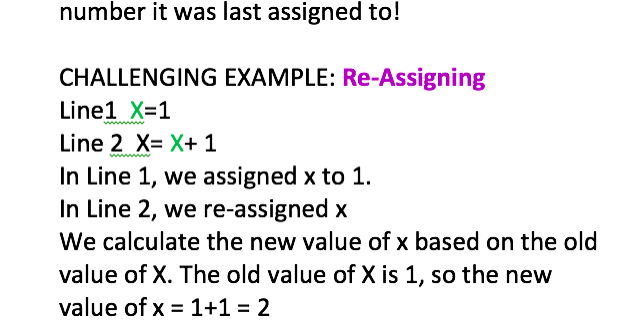 number it was last assigned to!
CHALLENGING EXAMPLE: Re-Assigning
Line1 X=1
Line 2 X= X+ 1
In Line 1, we assigned x to 1.
In Line 2, we re-assigned x
We calculate the new value of x based on the old
value of X. The old value of X is 1, so the new
value of x = 1+1 = 2